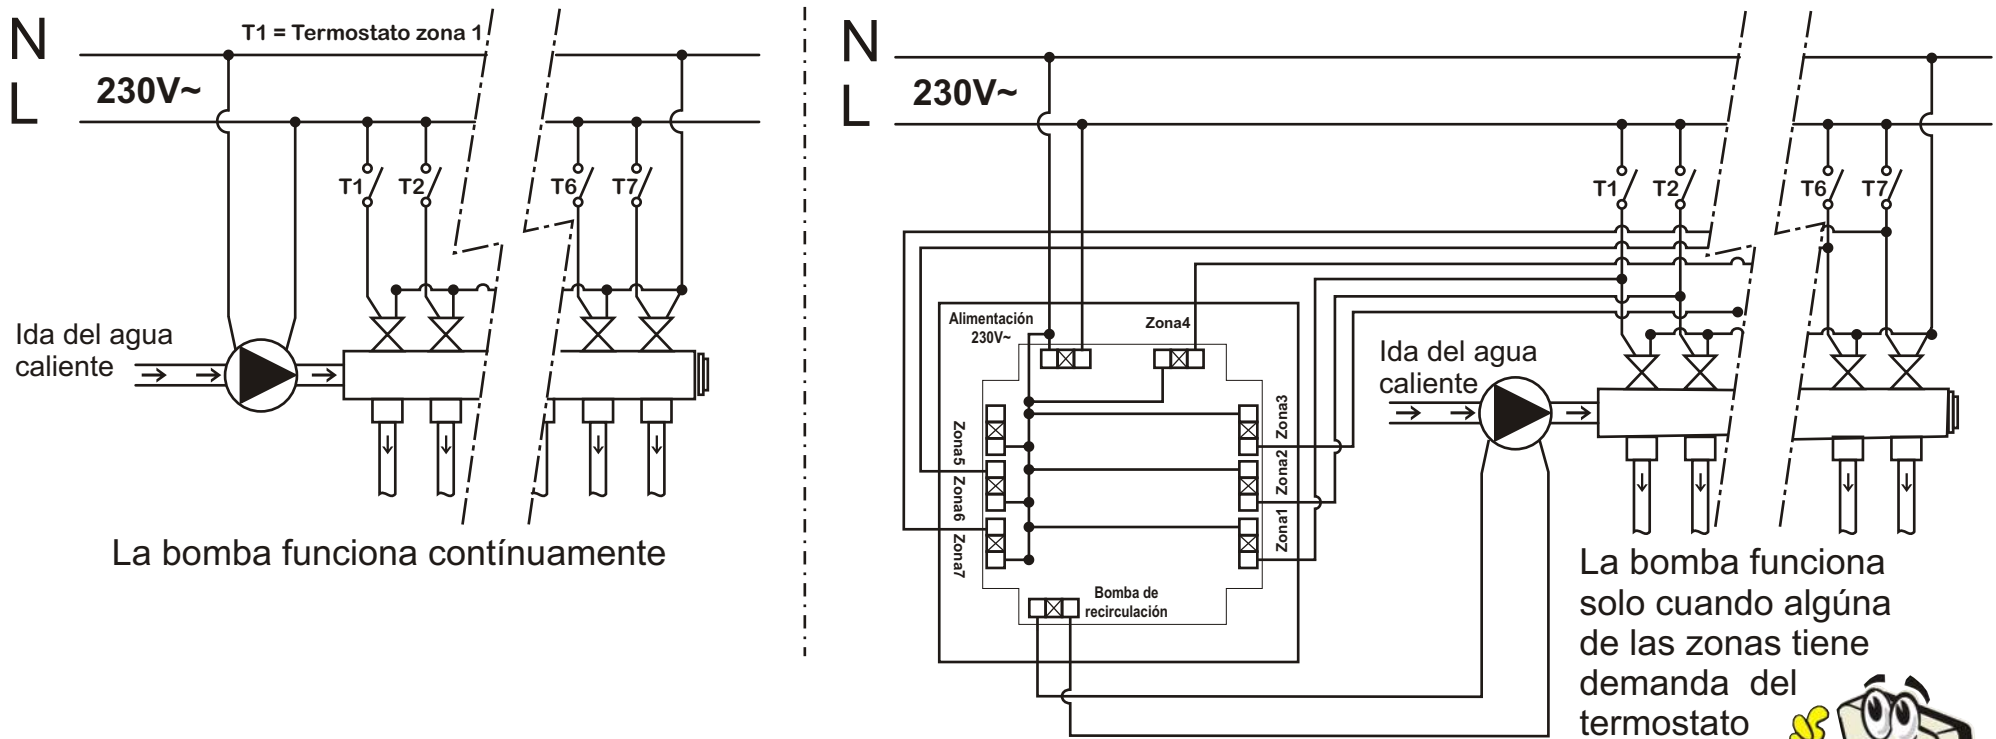 N
T1 = Termostato zona 1
230V~
L
T1
T2
T6
T7
Ida del agua
caliente
La bomba funciona contínuamente
N
230V~
L
T1
T2
T6
T7
Alimentación
230V~
Zona4
Zona5
Zona6
Zona7
Zona3
Zona2
Zona1
Bomba de
recirculación
Ida del agua
caliente
La bomba funciona
solo cuando algúna
de las zonas tiene
demanda del
termostato